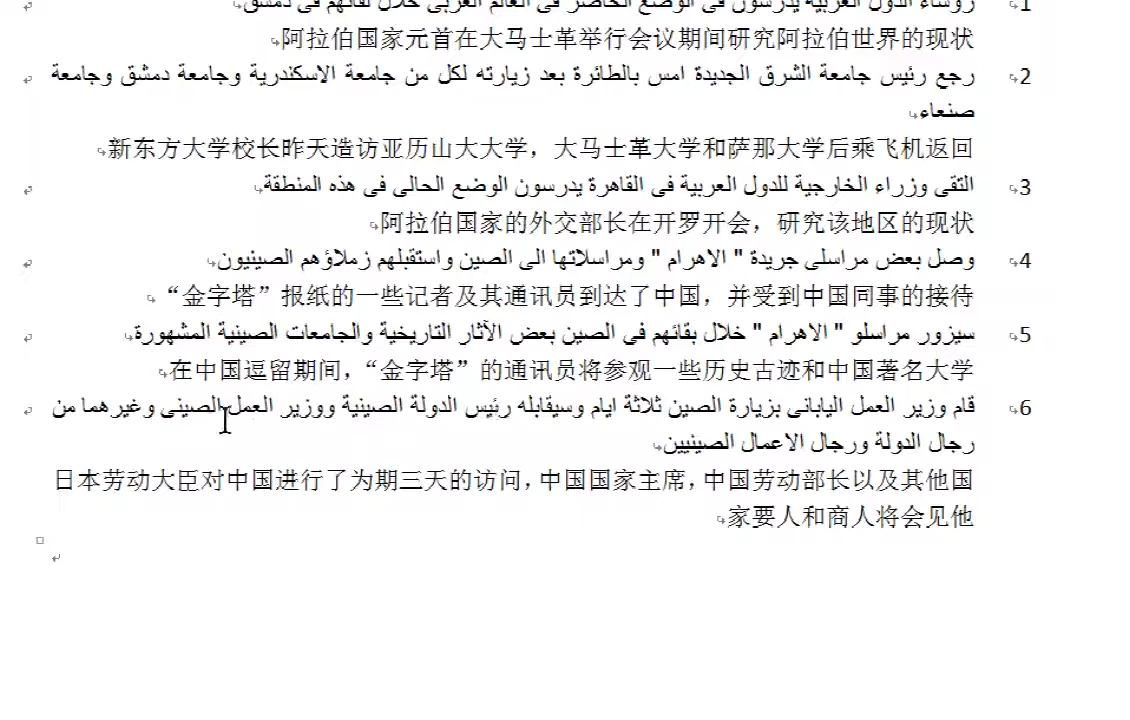 1 رؤساء الدول العربية يدرسون فى الوضع الحاضر فى العالم العربى خلال لقائهم فى دمشق
阿拉伯国家元首在大马士革举行会议期间研究阿拉伯世界的现状
2 رجع رئيس جامعة الشرق الجديدة امس بالطائرة بعد زيارته لكل من جامعة الاسكندرية وجامعة دمشق وجامعة
صنعاء
新东方大学校长昨天造访亚历山大大学，大马士革大学和萨那大学后乘飞机返回
3 التقى وزراء الخارجية للدول العربية فى القاهرة يدرسون الوضع الحالى فى هذه المنطقة
阿拉伯国家的外交部长在开罗开会，研究该地区的现状
4 وصل بعض مراسلى جريدة " الاهرام " ومراسلاتها الى الصين واستقبلهم زملاؤهم الصينيون
“金字塔”报纸的一些记者及其通讯员到达了中国，并受到中国同事的接待
5 سيزور مراسلو " الاهرام " خلال بقائهم فى الصين بعض الآثار التاريخية والجامعات الصينية المشهورة
在中国逗留期间，“金字塔”的通讯员将参观一些历史古迹和中国著名大学
6 قام وزير العمل اليابانى بزيارة الصين ثلاثة ايام وسيقابله رئيس الدولة الصينية ووزير العمل الصينى وغيرهما من
رجال الدولة ورجال الاعمال الصينيين
日本劳动大臣对中国进行了为期三天的访问，中国国家主席，中国劳动部长以及其他国
家要人和商人将会见他